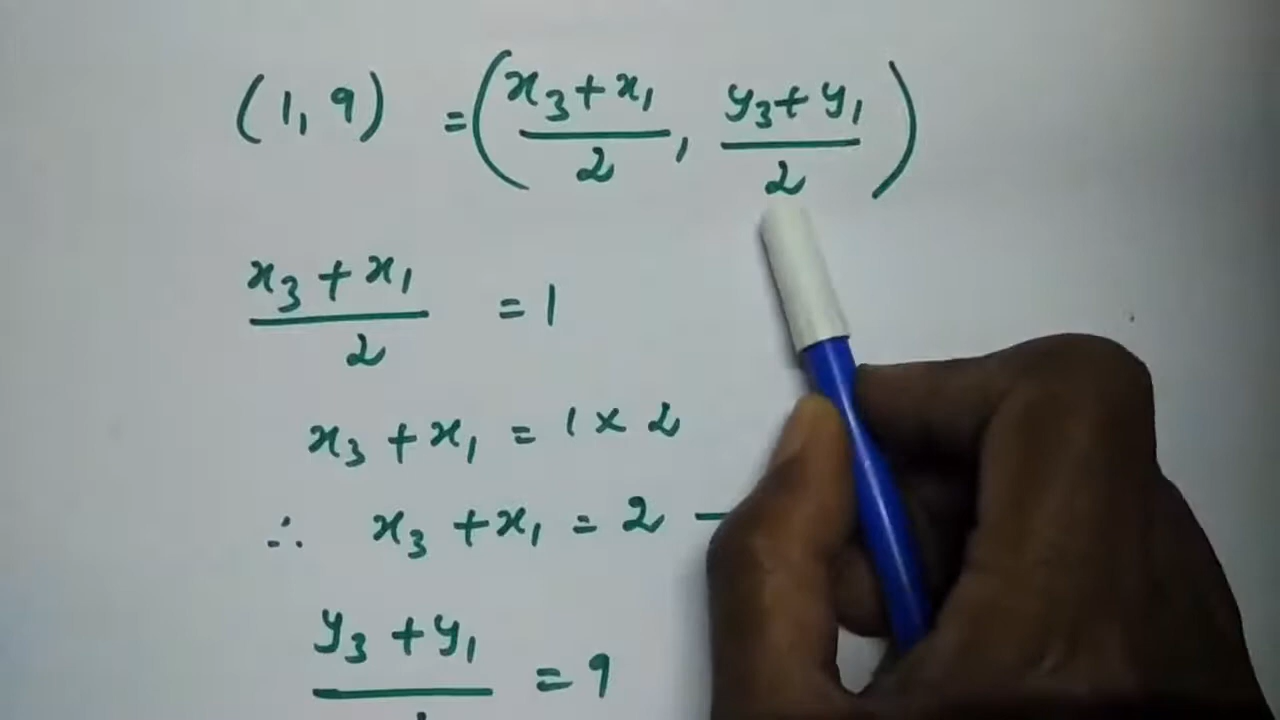 (1, 9) = (x₃+x₁/2, y₃+y₁/2)
x₃+x₁/2 = 1
x₃+x₁ = 1×2
∴ x₃+x₁ = 2 —
y₃+y₁/ = 9